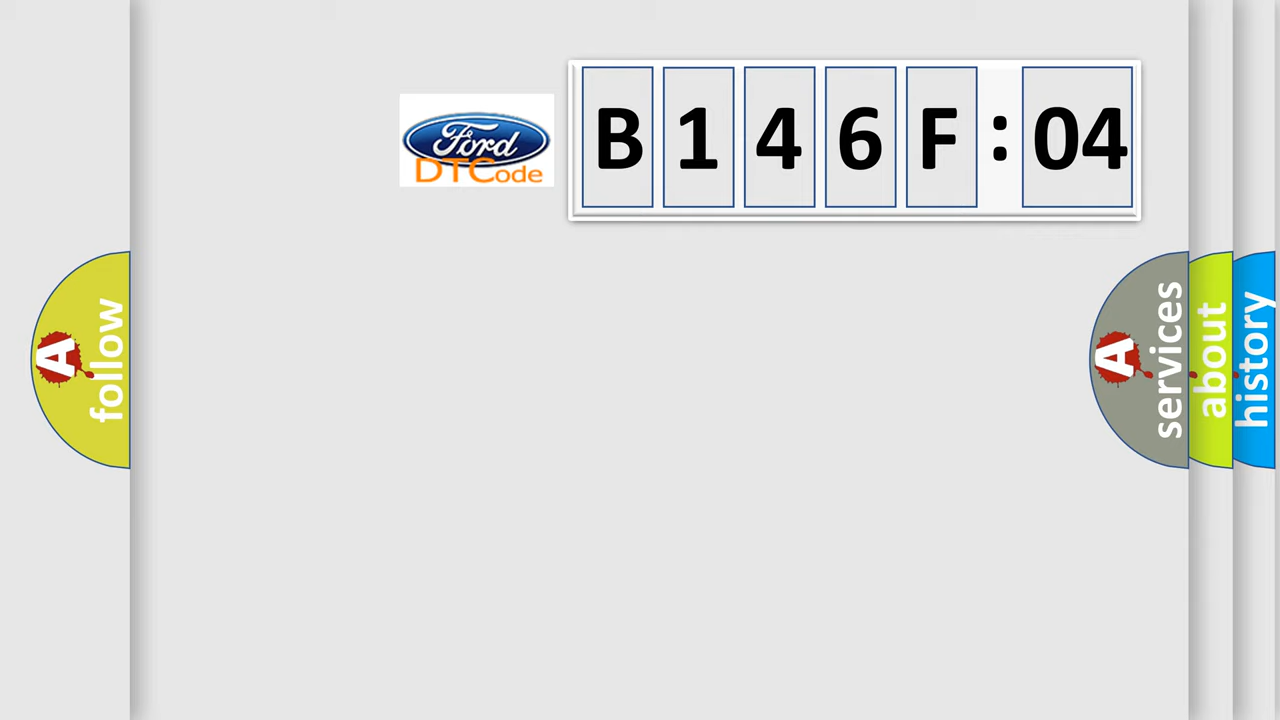 Ford
DTCode
B146F:04
A follow
A services
about
history